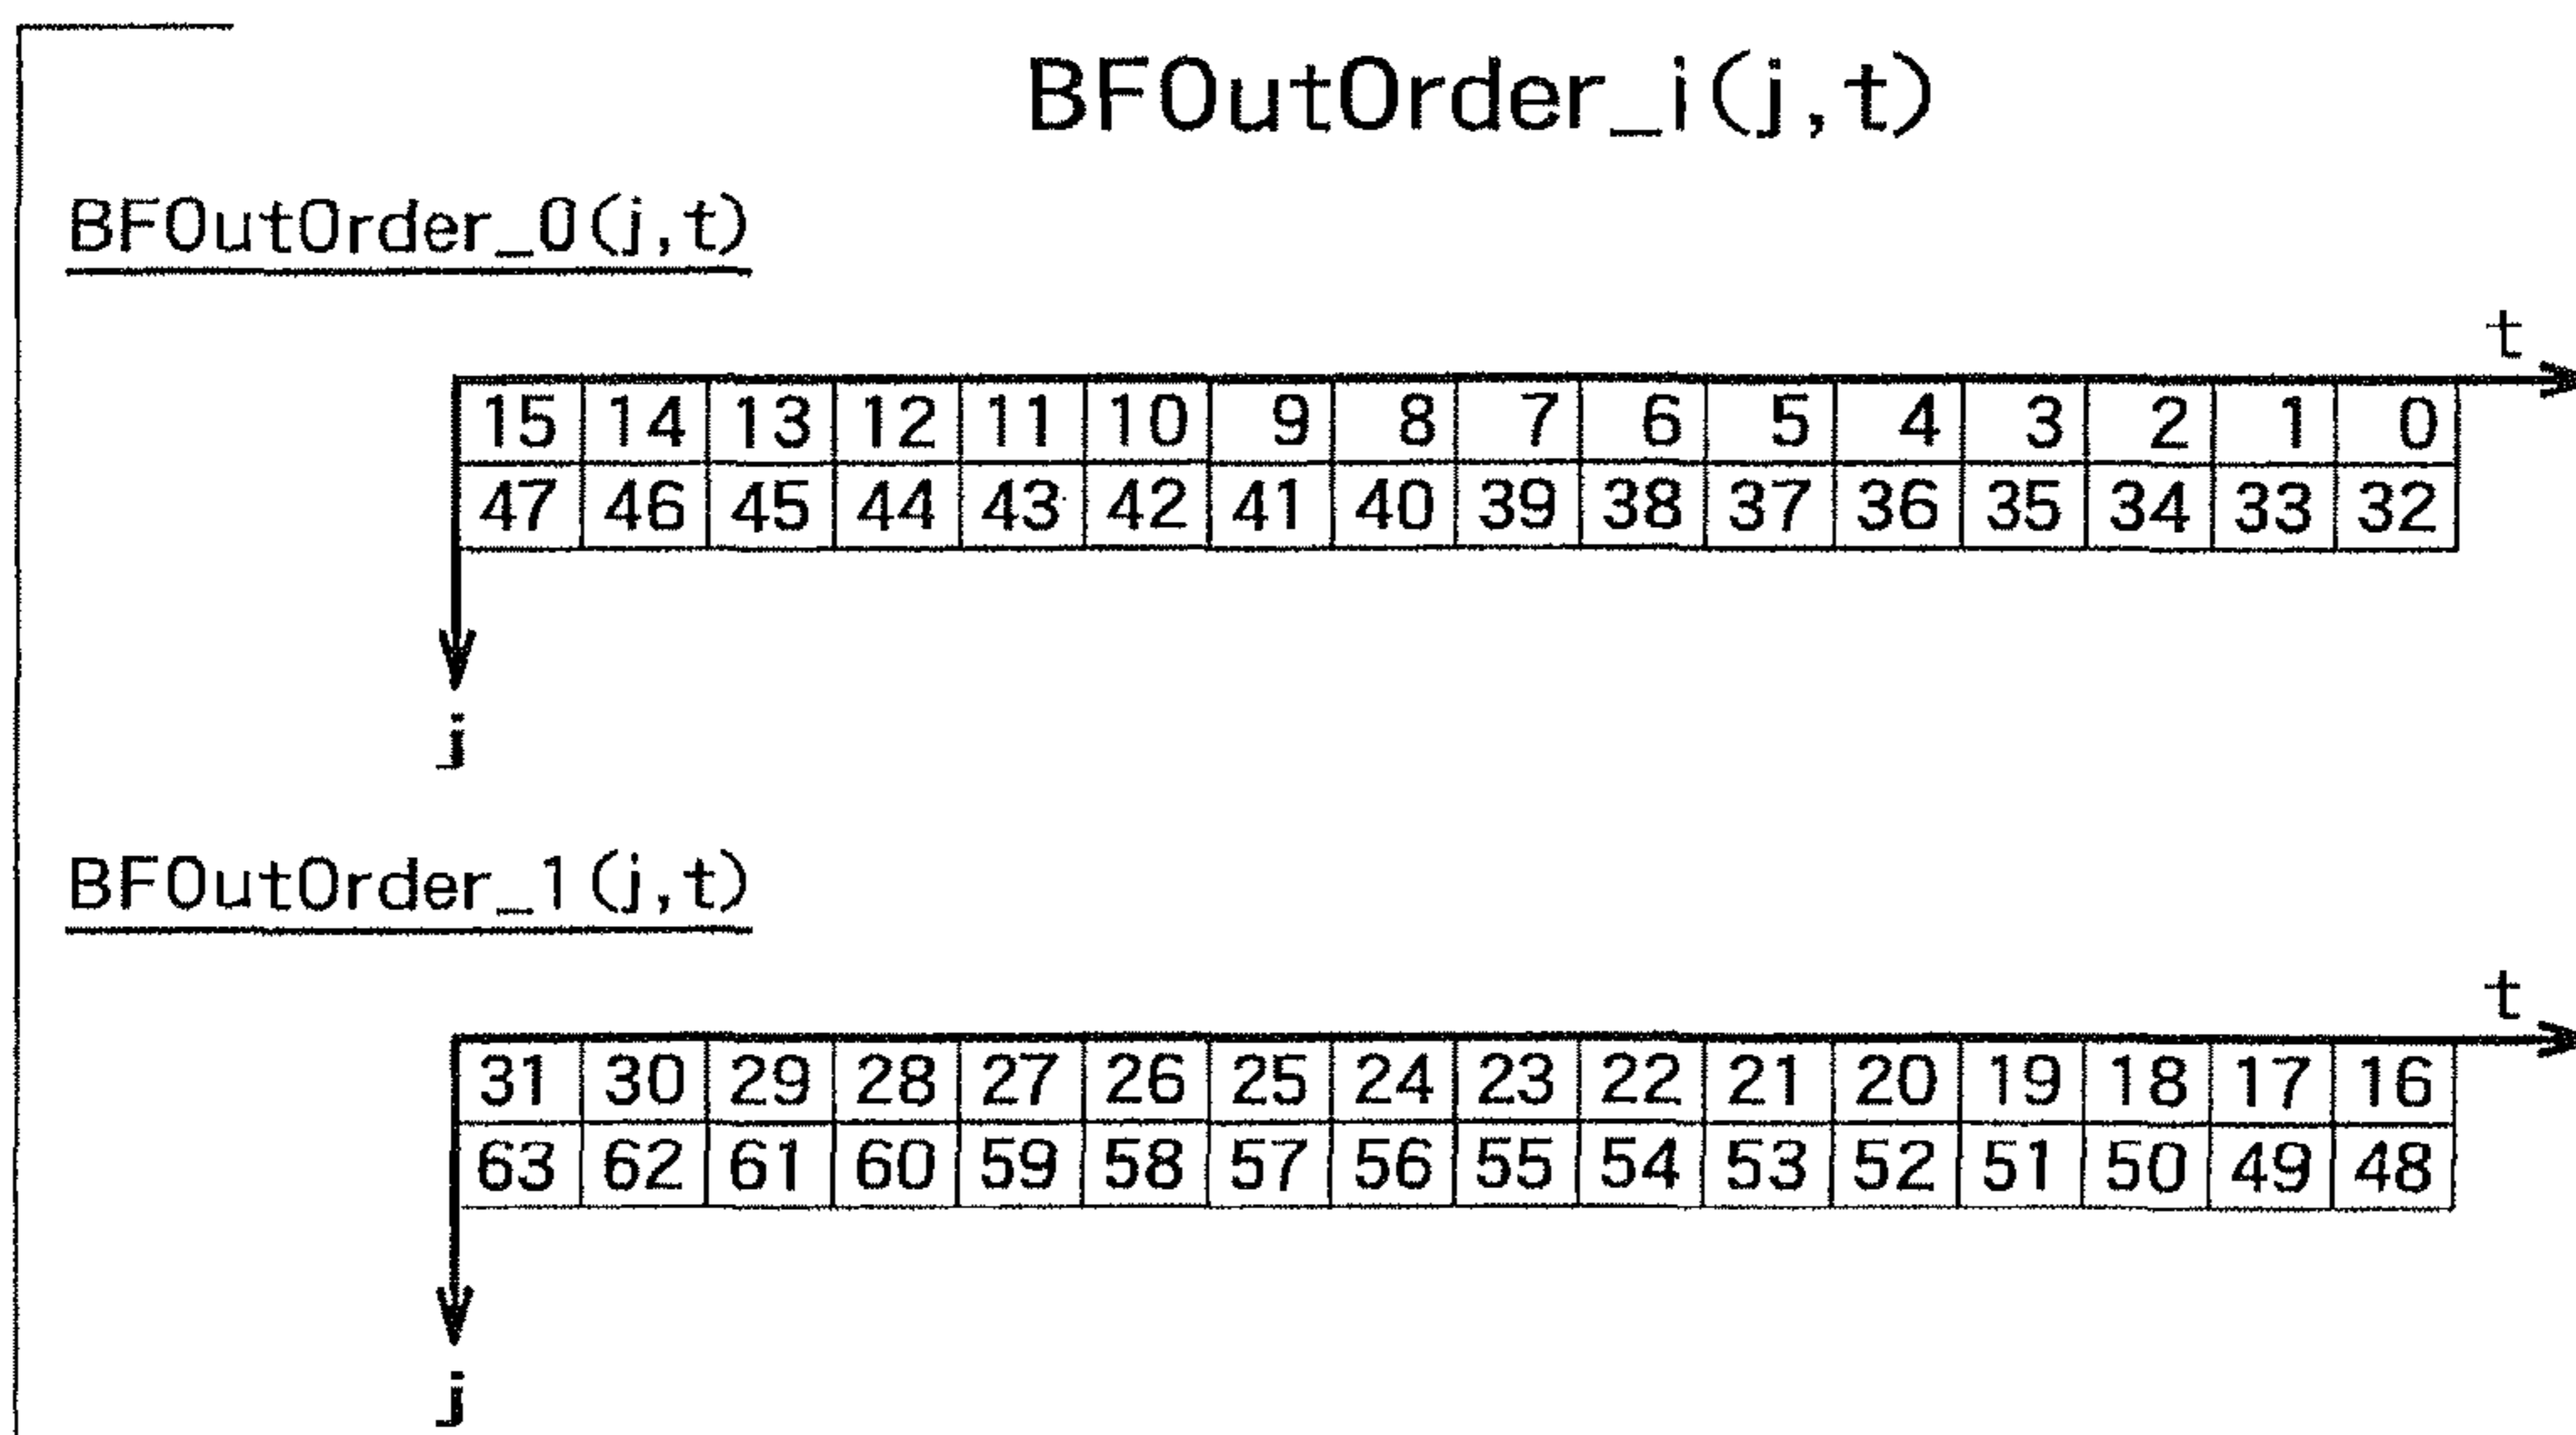 BFOutOrder_i(j,t)
BFOutOrder_0(j,t)
t
15 14 13 12 11 10 9 8 7 6 5 4 3 2 1 0
47 46 45 44 43 42 41 40 39 38 37 36 35 34 33 32
j
BFOutOrder_1(j,t)
t
31 30 29 28 27 26 25 24 23 22 21 20 19 18 17 16
63 62 61 60 59 58 57 56 55 54 53 52 51 50 49 48
j